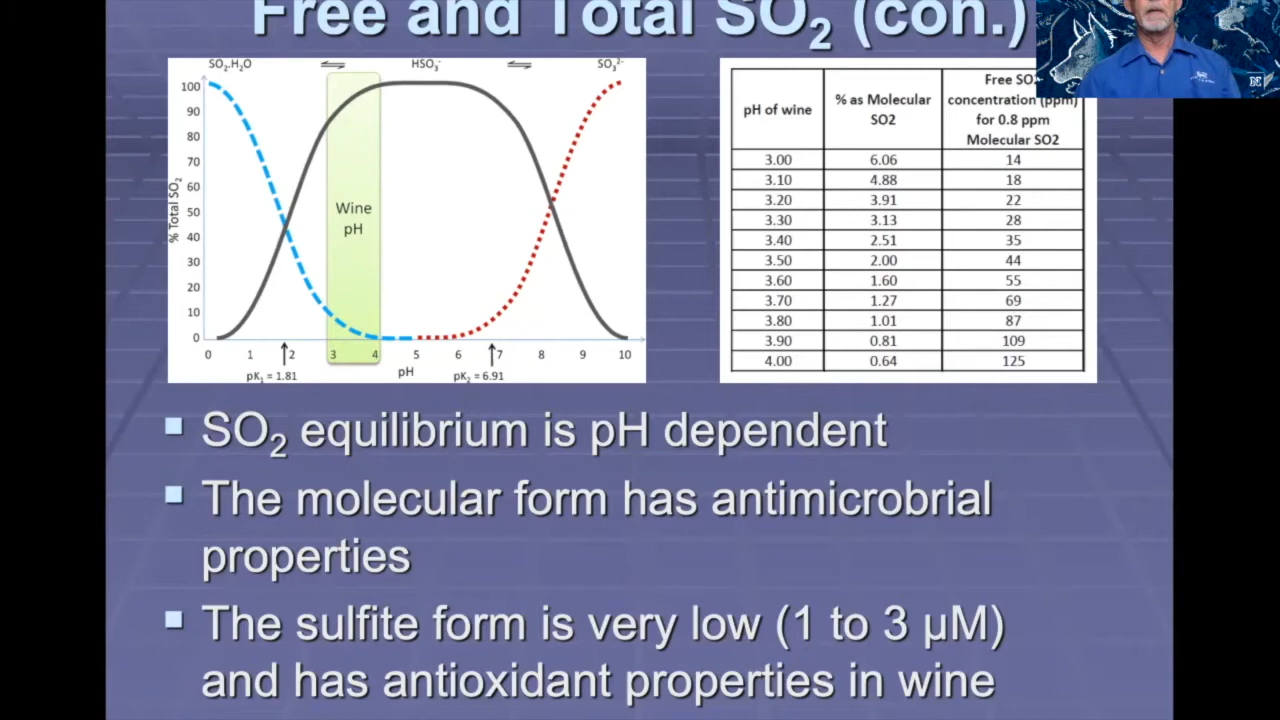 Free and Total SO₂ (con.)
SO₂.H₂O ⇌ HSO₃⁻ ⇌ SO₃²⁻
% Total SO₂
100
90
80
70
60
50
40
30
20
10
0
Wine
pH
0 1 2 3 4 5 6 7 8 9 10
pK₁ = 1.81 pH pK₂ = 6.91
pH of wine
% as Molecular
SO2
Free SO2
concentration (ppm)
for 0.8 ppm
Molecular SO2
3.00 6.06 14
3.10 4.88 18
3.20 3.91 22
3.30 3.13 28
3.40 2.51 35
3.50 2.00 44
3.60 1.60 55
3.70 1.27 69
3.80 1.01 87
3.90 0.81 109
4.00 0.64 125
SO₂ equilibrium is pH dependent
The molecular form has antimicrobrial
properties
The sulfite form is very low (1 to 3 µM)
and has antioxidant properties in wine